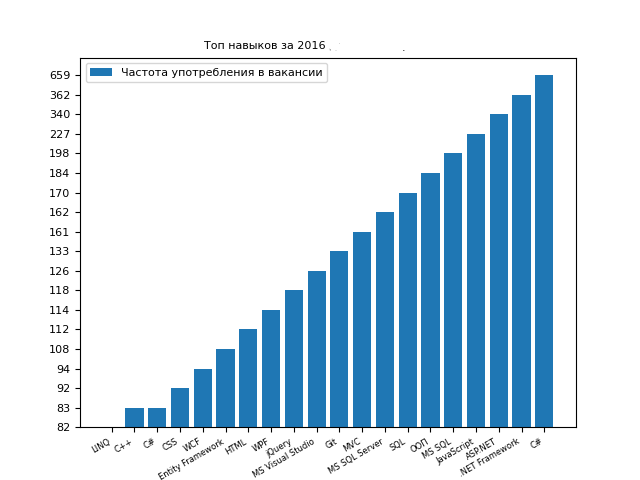 Топ навыков за 2016
Частота употребления в вакансии
659
362
340
227
198
184
170
162
161
133
126
118
114
112
108
94
92
83
82
LINQ
C++
C#
CSS
WCF
Entity Framework
HTML
WPF
jQuery
MS Visual Studio
Git
MVC
MS SQL Server
SQL
ООП
MS SQL
JavaScript
ASP.NET
.NET Framework
C#